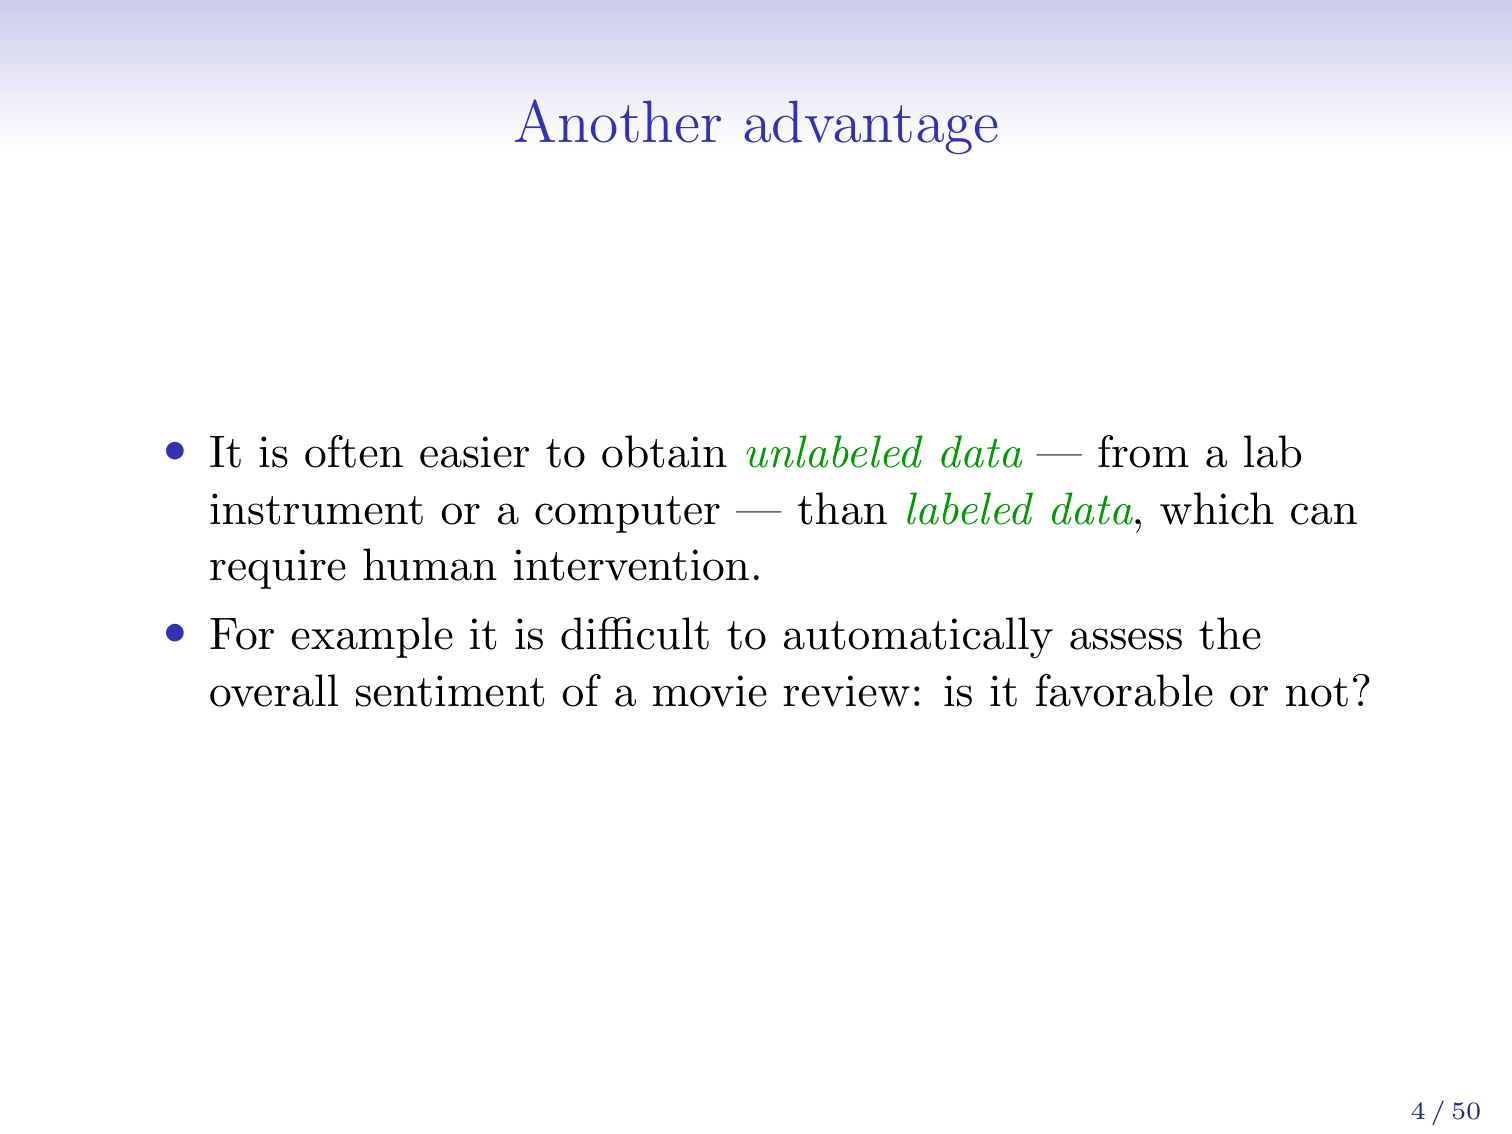 Another advantage
• It is often easier to obtain unlabeled data — from a lab
instrument or a computer — than labeled data, which can
require human intervention.
• For example it is difficult to automatically assess the
overall sentiment of a movie review: is it favorable or not?
4 / 50